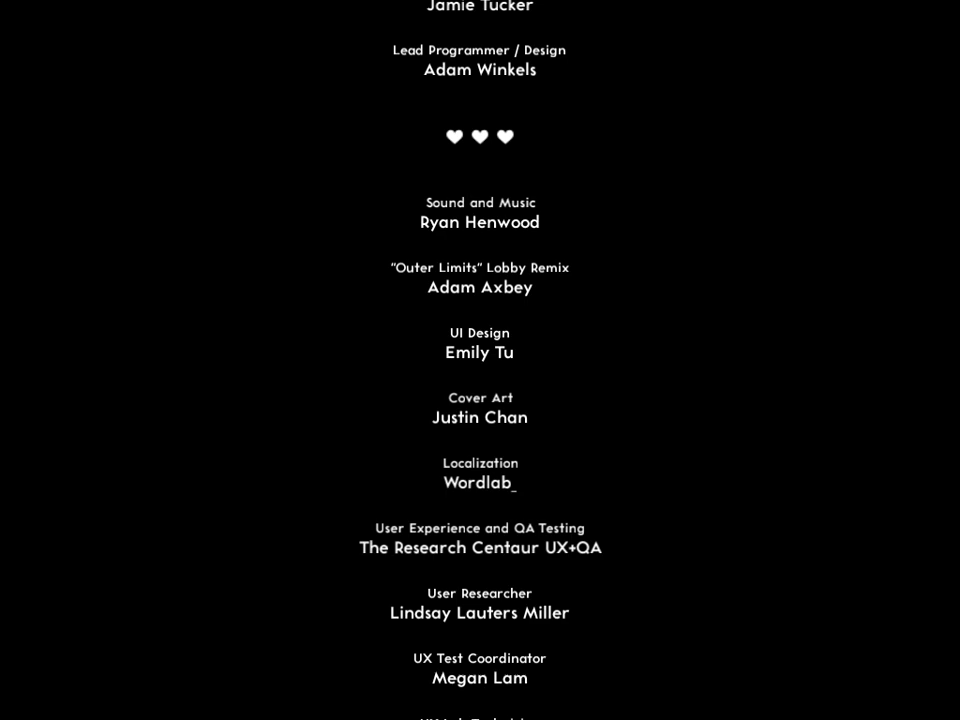 Jamie Tucker
Lead Programmer / Design
Adam Winkels
Sound and Music
Ryan Henwood
"Outer Limits" Lobby Remix
Adam Axbey
UI Design
Emily Tu
Cover Art
Justin Chan
Localization
Wordlab_
User Experience and QA Testing
The Research Centaur UX+QA
User Researcher
Lindsay Lauters Miller
UX Test Coordinator
Megan Lam